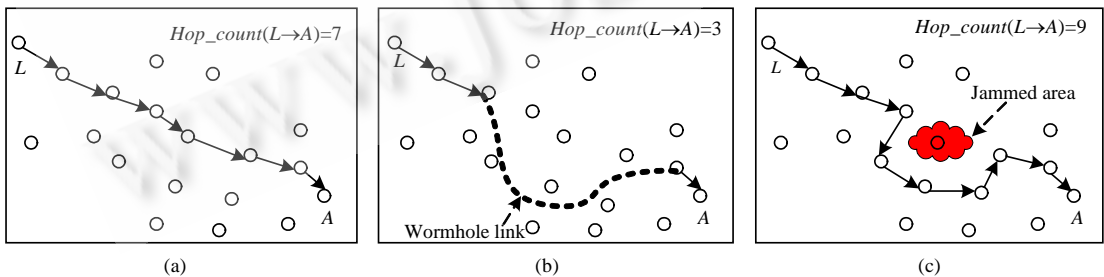 Hop_count(L→A)=7
L
A
(a)
Hop_count(L→A)=3
L
Wormhole link
A
(b)
Hop_count(L→A)=9
L
Jammed area
A
(c)